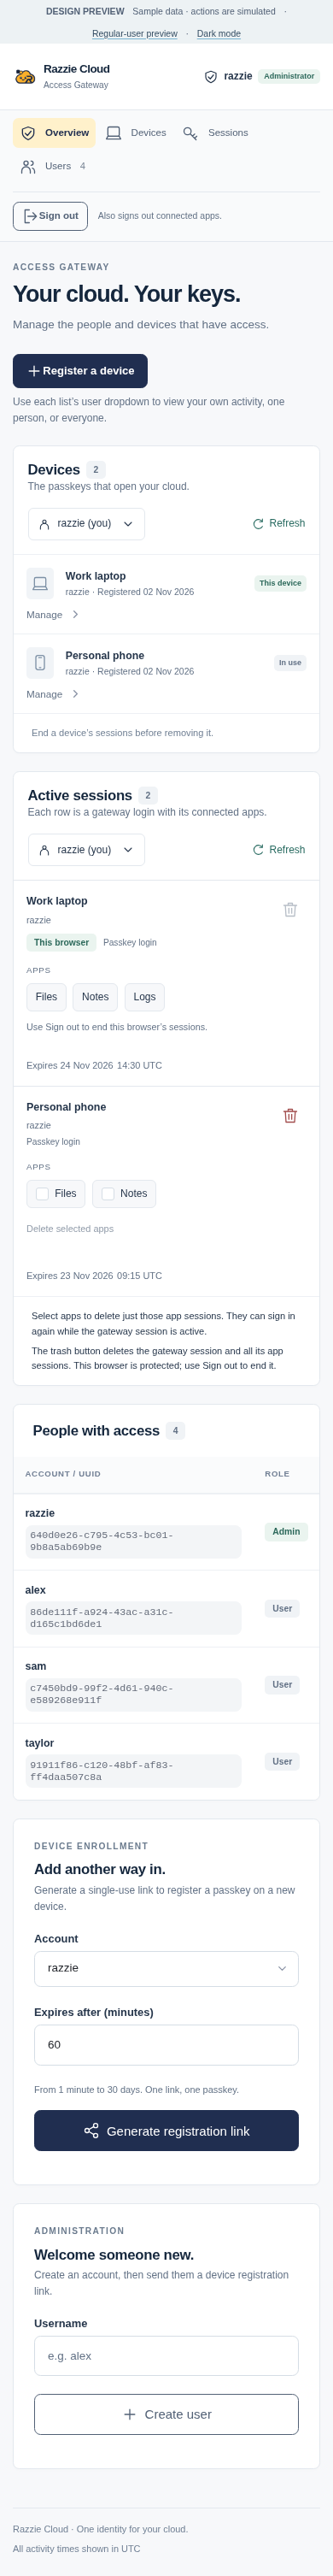 DESIGN PREVIEW Sample data · actions are simulated ·
Regular-user preview · Dark mode
Razzie Cloud
Access Gateway
razzie Administrator
Overview Devices Sessions
Users 4
Sign out Also signs out connected apps.
ACCESS GATEWAY
Your cloud. Your keys.
Manage the people and devices that have access.
Register a device
Use each list's user dropdown to view your own activity, one
person, or everyone.
Devices 2
The passkeys that open your cloud.
razzie (you) Refresh
Work laptop
razzie · Registered 02 Nov 2026
This device
Manage
Personal phone
razzie · Registered 02 Nov 2026
In use
Manage
End a device's sessions before removing it.
Active sessions 2
Each row is a gateway login with its connected apps.
razzie (you) Refresh
Work laptop
razzie
This browser Passkey login
APPS
Files Notes Logs
Use Sign out to end this browser's sessions.
Expires 24 Nov 2026 14:30 UTC
Personal phone
razzie
Passkey login
APPS
Files Notes
Delete selected apps
Expires 23 Nov 2026 09:15 UTC
Select apps to delete just those app sessions. They can sign in
again while the gateway session is active.
The trash button deletes the gateway session and all its app
sessions. This browser is protected; use Sign out to end it.
People with access 4
ACCOUNT / UUID ROLE
razzie
640d0e26-c795-4c53-bc01-
9b8a5ab69b9e
Admin
alex
86de111f-a924-43ac-a31c-
d165c1bd6de1
User
sam
c7450bd9-99f2-4d61-940c-
e589268e911f
User
taylor
91911f86-c120-48bf-af83-
ff4daa507c8a
User
DEVICE ENROLLMENT
Add another way in.
Generate a single-use link to register a passkey on a new
device.
Account
razzie
Expires after (minutes)
60
From 1 minute to 30 days. One link, one passkey.
Generate registration link
ADMINISTRATION
Welcome someone new.
Create an account, then send them a device registration
link.
Username
e.g. alex
Create user
Razzie Cloud · One identity for your cloud.
All activity times shown in UTC